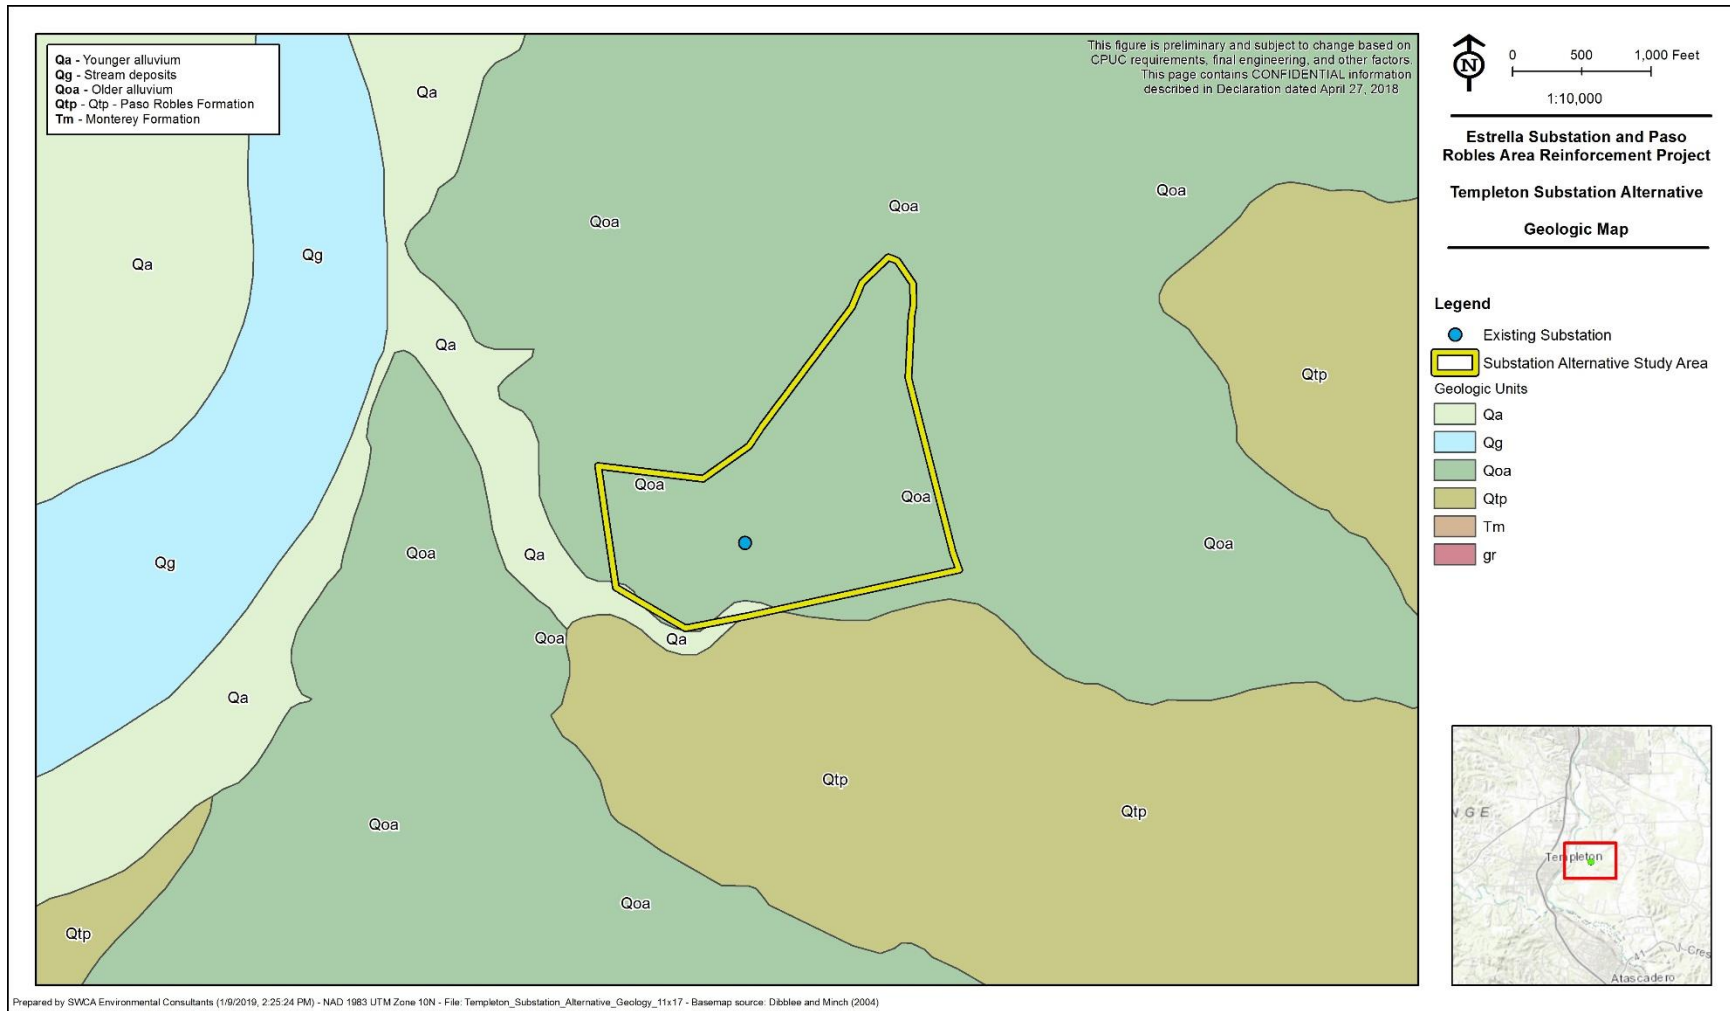 Qa - Younger alluvium
Qg - Stream deposits
Qoa - Older alluvium
Qtp - Qtp - Paso Robles Formation
Tm - Monterey Formation
This figure is preliminary and subject to change based on
CPUC requirements, final engineering, and other factors.
This page contains CONFIDENTIAL information
described in Declaration dated April 27, 2018
Qa
Qoa
Qoa
Qoa
Qa
Qg
Qa
Qtp
Qoa
Qoa
Qoa
Qoa
Qa
Qg
Qoa
Qa
Qa
Qtp
Qtp
Qoa
Qoa
Qtp
N
0 500 1,000 Feet
1:10,000
Estrella Substation and Paso
Robles Area Reinforcement Project
Templeton Substation Alternative
Geologic Map
Legend
Existing Substation
Substation Alternative Study Area
Geologic Units
Qa
Qg
Qoa
Qtp
Tm
gr
NGE
Templeton
41
Cres
Atascadero
Prepared by SWCA Environmental Consultants (1/9/2019, 2:25:24 PM) - NAD 1983 UTM Zone 10N - File: Templeton_Substation_Alternative_Geology_11x17 - Basemap source: Dibblee and Minch (2004)